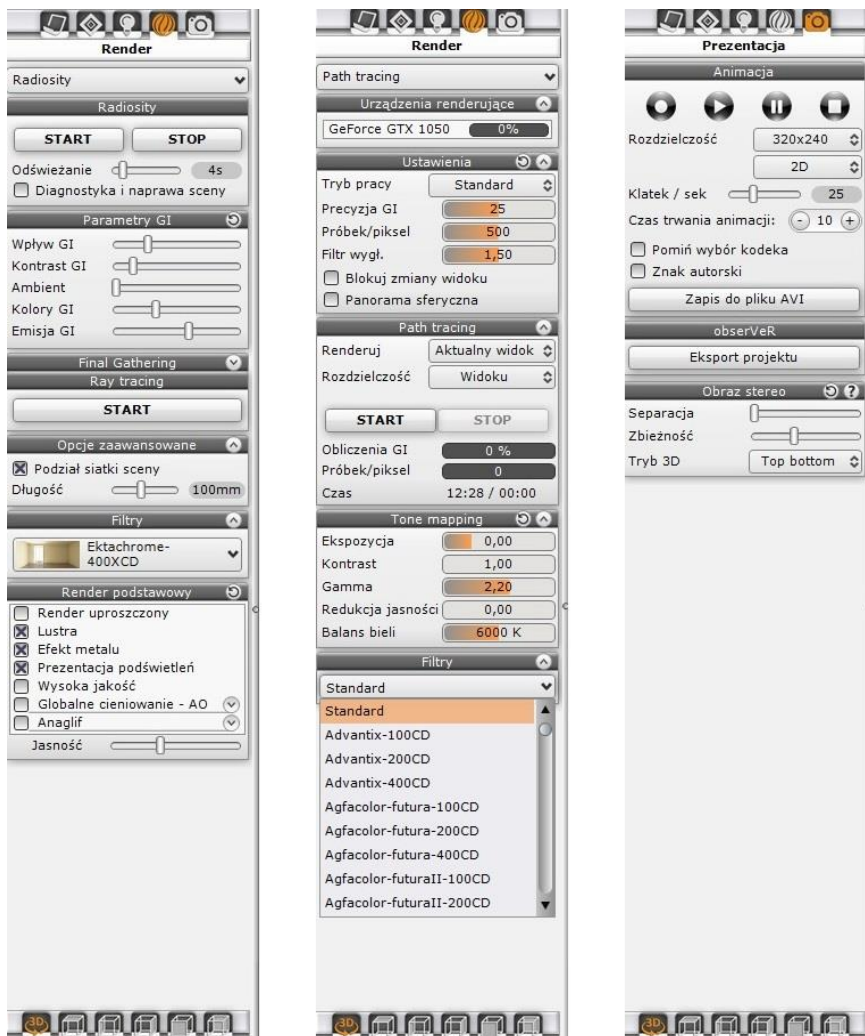 Render
Radiosity
Radiosity
START STOP
Odświeżanie 4s
Diagnostyka i naprawa sceny
Parametry GI
Wpływ GI
Kontrast GI
Ambient
Kolory GI
Emisja GI
Final Gathering
Ray tracing
START
Opcje zaawansowane
Podział siatki sceny
Długość 100mm
Filtry
Ektachrome-
400XCD
Render podstawowy
Render uproszczony
Lustra
Efekt metalu
Prezentacja podświetleń
Wysoka jakość
Globalne cieniowanie - AO
Anaglif
Jasność
3D
Render
Path tracing
Urządzenia renderujące
GeForce GTX 1050 0%
Ustawienia
Tryb pracy Standard
Precyzja GI 25
Próbek/piksel 500
Filtr wygł. 1,50
Blokuj zmiany widoku
Panorama sferyczna
Path tracing
Renderuj Aktualny widok
Rozdzielczość Widoku
START STOP
Obliczenia GI 0 %
Próbek/piksel 0
Czas 12:28 / 00:00
Tone mapping
Ekspozycja 0,00
Kontrast 1,00
Gamma 2,20
Redukcja jasności 0,00
Balans bieli 6000 K
Filtry
Standard
Standard
Advantix-100CD
Advantix-200CD
Advantix-400CD
Agfacolor-futura-100CD
Agfacolor-futura-200CD
Agfacolor-futura-400CD
Agfacolor-futuraII-100CD
Agfacolor-futuraII-200CD
3D
Prezentacja
Animacja
Rozdzielczość 320x240
2D
Klatek / sek 25
Czas trwania animacji: - 10 +
Pomiń wybór kodeka
Znak autorski
Zapis do pliku AVI
obserVeR
Eksport projektu
Obraz stereo ?
Separacja
Zbieżność
Tryb 3D Top bottom
3D